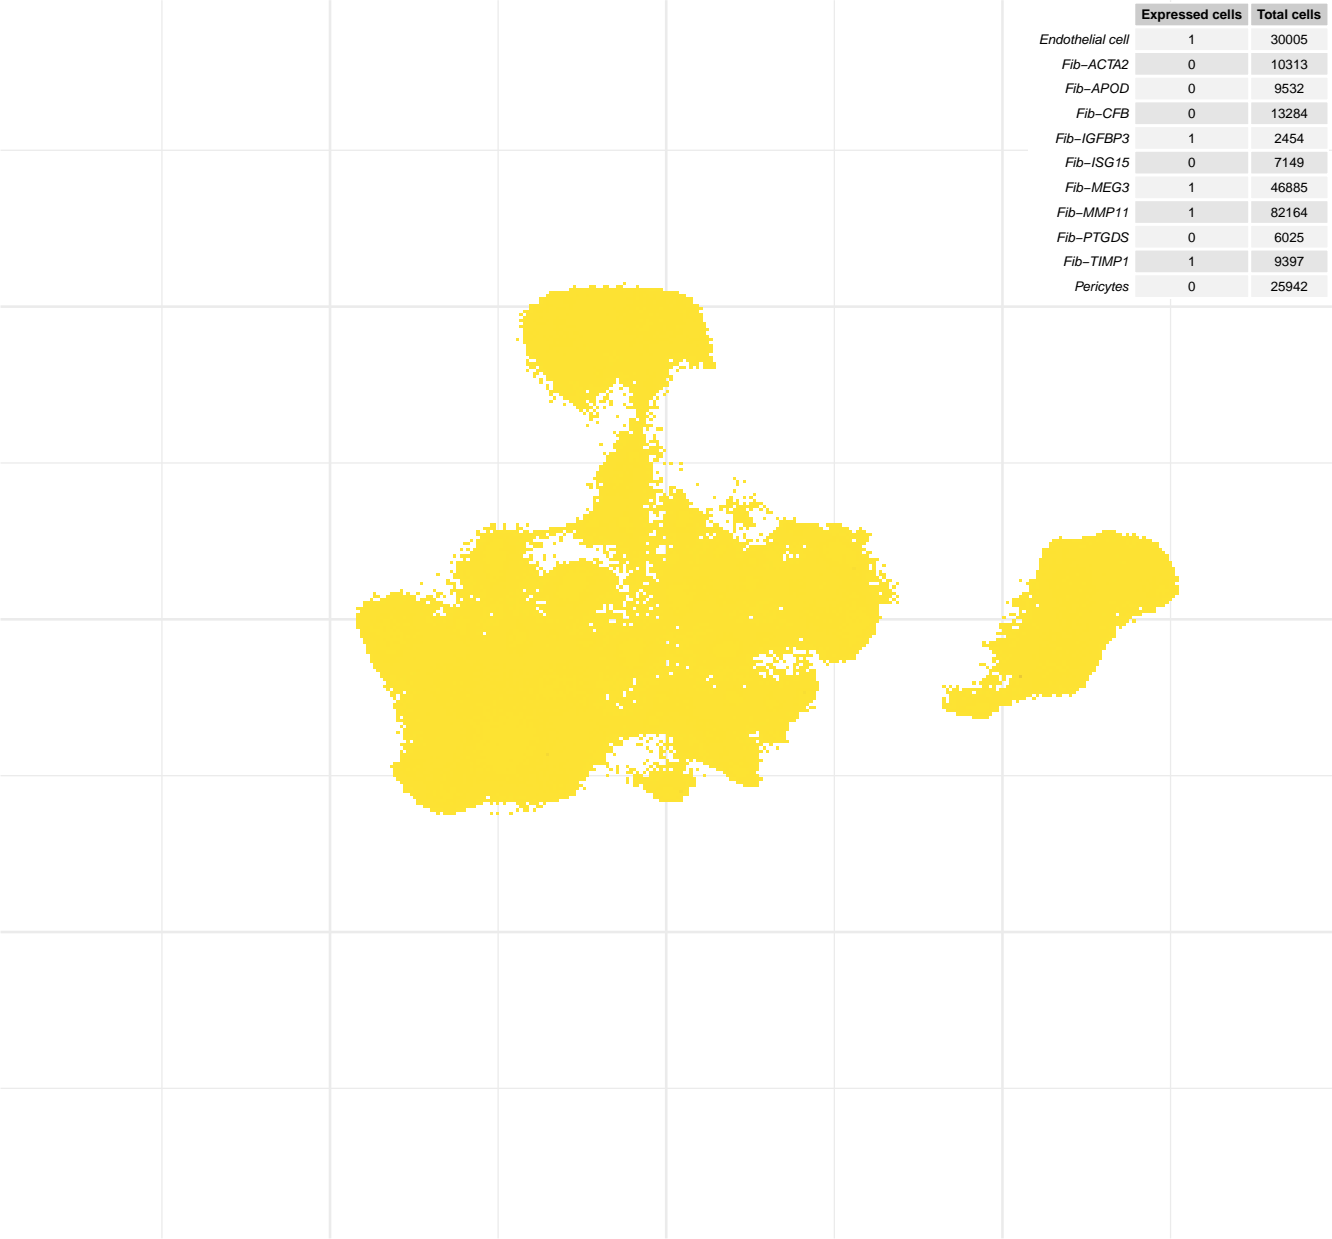 Expressed cells Total cells
Endothelial cell 1 30005
Fib−ACTA2 0 10313
Fib−APOD 0 9532
Fib−CFB 0 13284
Fib−IGFBP3 1 2454
Fib−ISG15 0 7149
Fib−MEG3 1 46885
Fib−MMP11 1 82164
Fib−PTGDS 0 6025
Fib−TIMP1 1 9397
Pericytes 0 25942